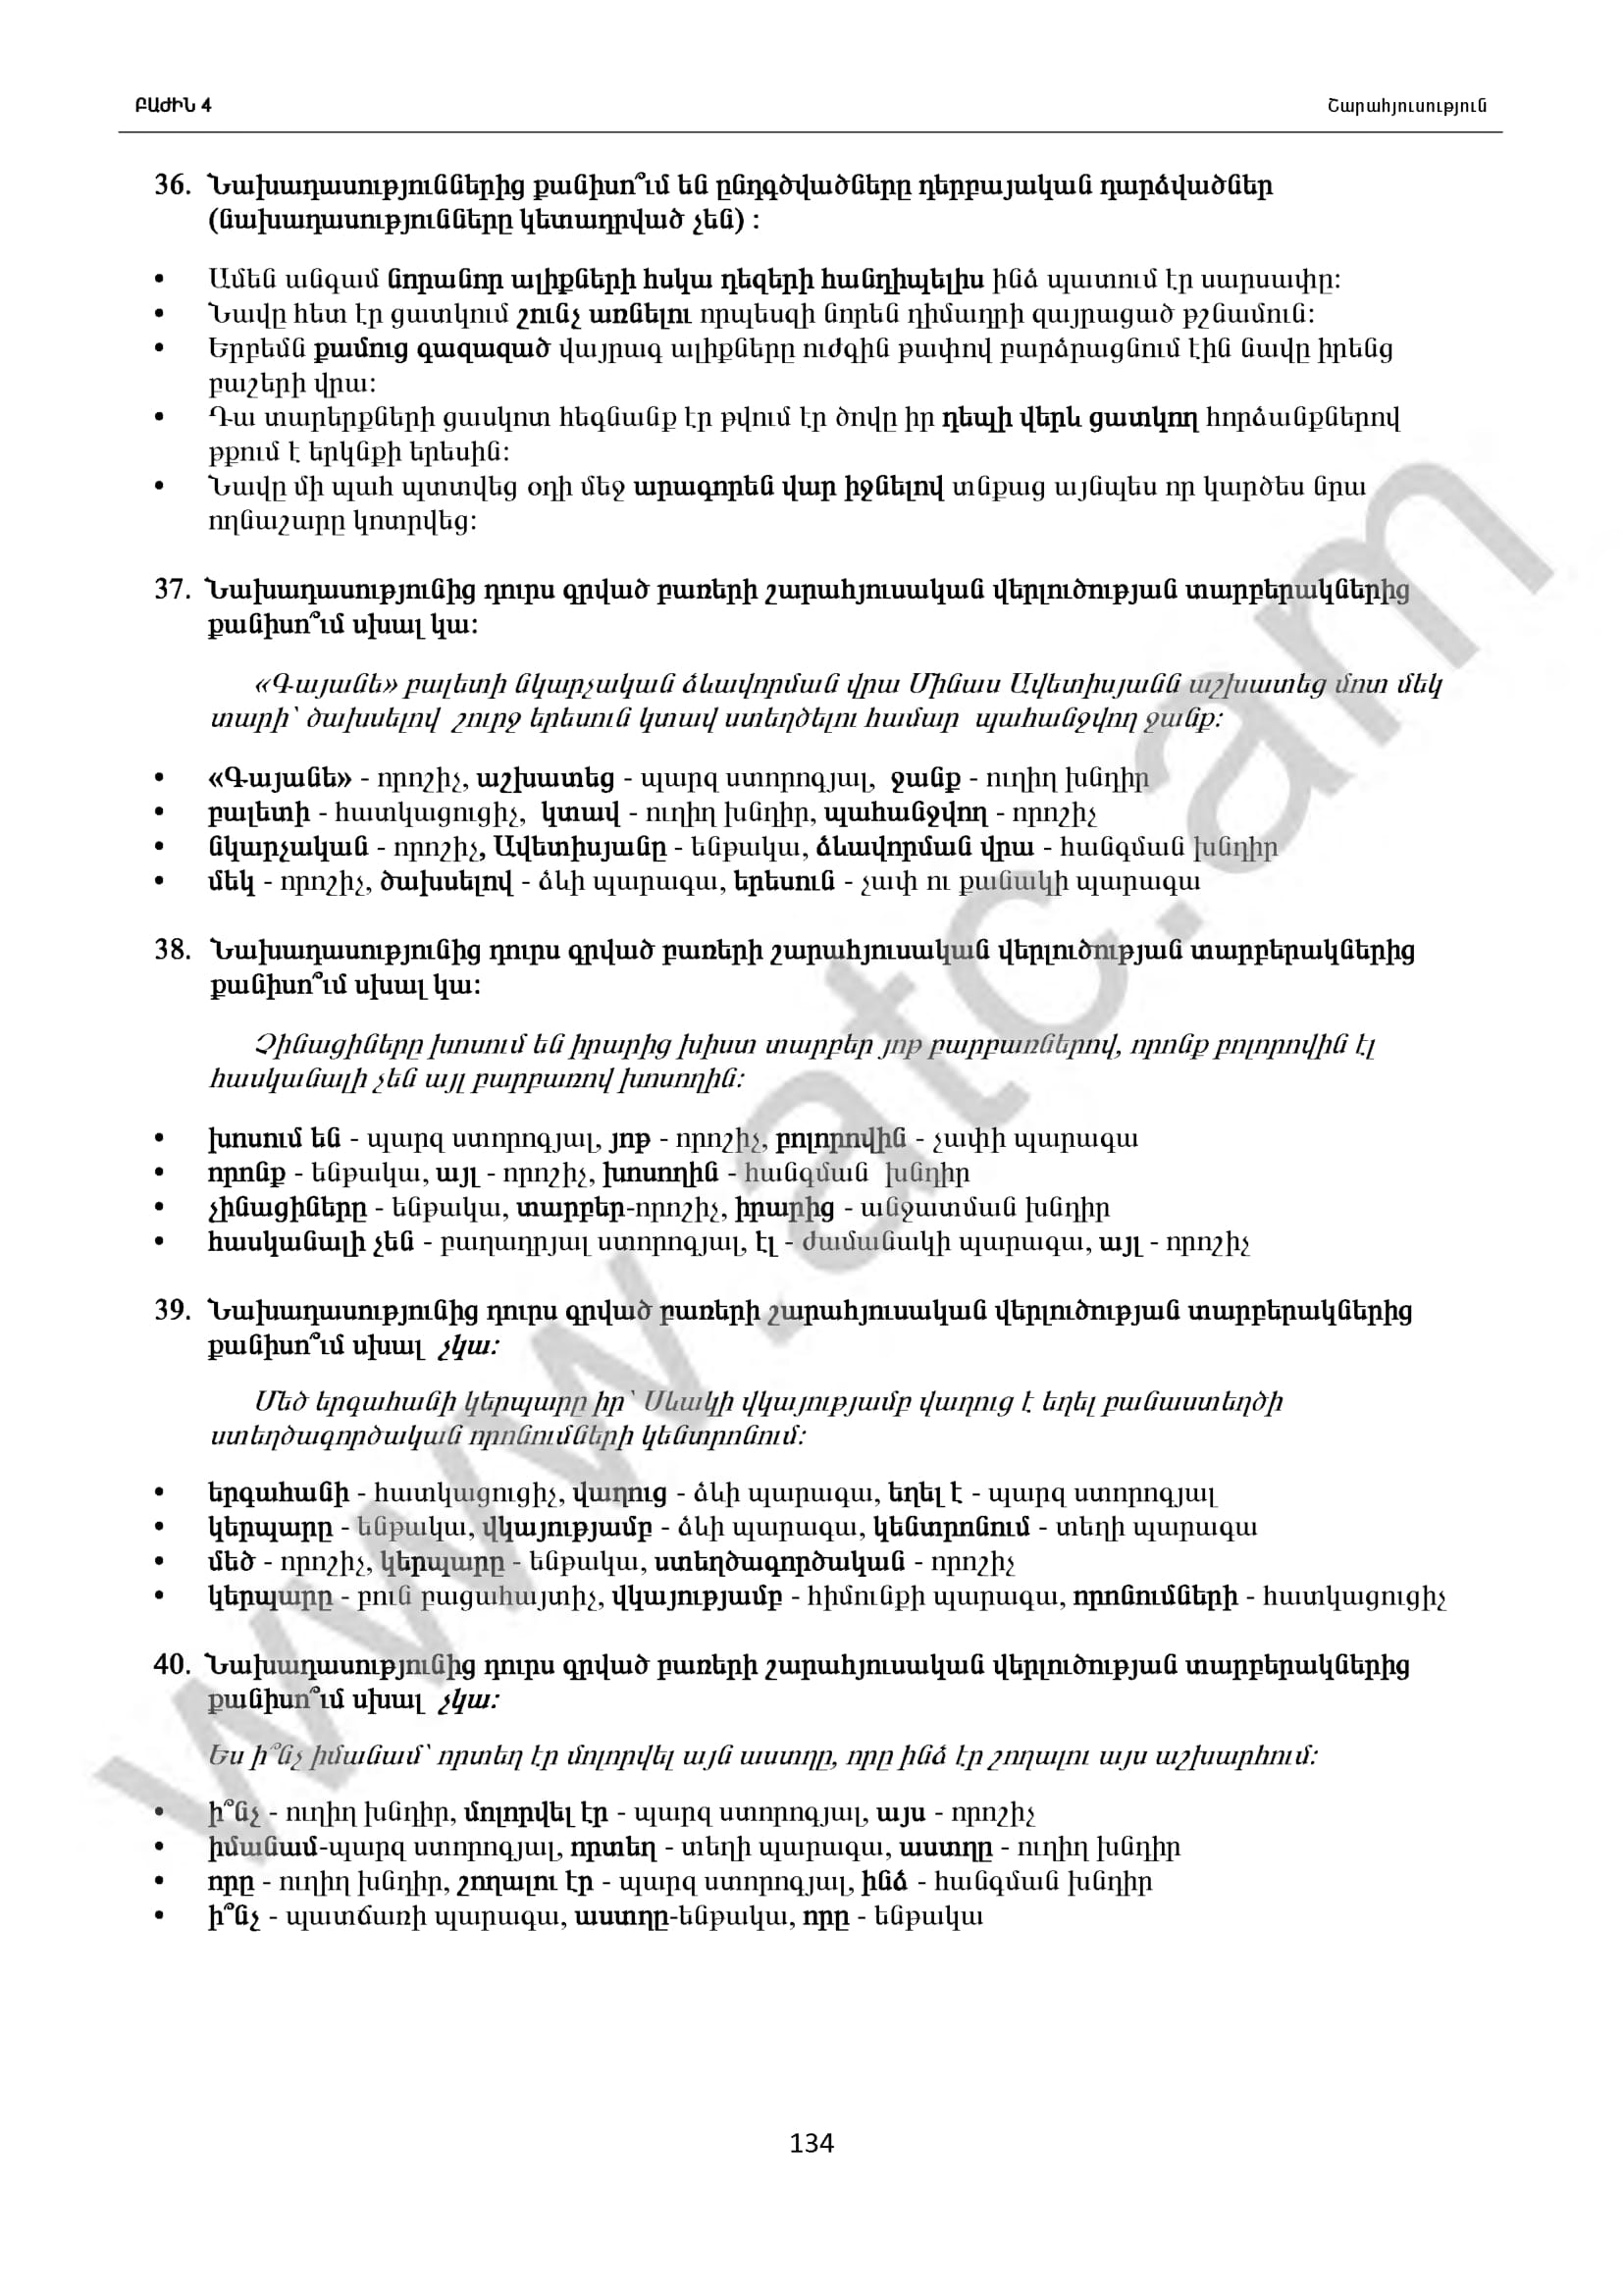 ԲԱԺԻՆ 4
Շարահյուսություն
36. Նախադասություններից քանիսո՞ւմ են ընդգծվածները դերբայական դարձվածներ
(նախադասությունները կետադրված չեն) :
• Ամեն անգամ նորանոր ալիքների հսկա դեզերի հանդիպելիս ինձ պատում էր սարսափը:
• Նավը հետ էր ցատկում շունչ առնելու որպեսզի նորեն դիմադրի զայրացած թշնամուն:
• Երբեմն քամուց գազազած վայրագ ալիքները ուժգին թափով բարձրացնում էին նավը իրենց
բաշերի վրա:
• Դա տարերքների ցասկոտ հեգնանք էր թվում էր ծովը իր դեպի վերև ցատկող հորձանքներով
թքում է երկնքի երեսին:
• Նավը մի պահ պտտվեց օդի մեջ արագորեն վար իջնելով տնքաց այնպես որ կարծես նրա
ողնաշարը կոտրվեց:
37. Նախադասությունից դուրս գրված բառերի շարահյուսական վերլուծության տարբերակներից
քանիսո՞ւմ սխալ կա:
«Գայանե» բալետի նկարչական ձևավորման վրա Մինաս Ավետիսյանն աշխատեց մոտ մեկ
տարի՝ ծախսելով շուրջ երեսուն կտավ ստեղծելու համար պահանջվող ջանք:
• «Գայանե» - որոշիչ, աշխատեց - պարզ ստորոգյալ, ջանք - ուղիղ խնդիր
• բալետի - հատկացուցիչ, կտավ - ուղիղ խնդիր, պահանջվող - որոշիչ
• նկարչական - որոշիչ, Ավետիսյանը - ենթակա, ձևավորման վրա - հանգման խնդիր
• մեկ - որոշիչ, ծախսելով - ձևի պարագա, երեսուն - չափ ու քանակի պարագա
38. Նախադասությունից դուրս գրված բառերի շարահյուսական վերլուծության տարբերակներից
քանիսո՞ւմ սխալ կա:
Չինացիները խոսում են իրարից խիստ տարբեր յոթ բարբառներով, որոնք բոլորովին էլ
հասկանալի չեն այլ բարբառով խոսողին:
• խոսում են - պարզ ստորոգյալ, յոթ - որոշիչ, բոլորովին - չափի պարագա
• որոնք - ենթակա, այլ - որոշիչ, խոսողին - հանգման խնդիր
• չինացիները - ենթակա, տարբեր-որոշիչ, իրարից - անջատման խնդիր
• հասկանալի չեն - բաղադրյալ ստորոգյալ, էլ - ժամանակի պարագա, այլ - որոշիչ
39. Նախադասությունից դուրս գրված բառերի շարահյուսական վերլուծության տարբերակներից
քանիսո՞ւմ սխալ չկա:
Մեծ երգահանի կերպարը իր՝ Սևակի վկայությամբ վաղուց է եղել բանաստեղծի
ստեղծագործական որոնումների կենտրոնում:
• երգահանի - հատկացուցիչ, վաղուց - ձևի պարագա, եղել է - պարզ ստորոգյալ
• կերպարը - ենթակա, վկայությամբ - ձևի պարագա, կենտրոնում - տեղի պարագա
• մեծ - որոշիչ, կերպարը - ենթակա, ստեղծագործական - որոշիչ
• կերպարը - բուն բացահայտիչ, վկայությամբ - հիմունքի պարագա, որոնումների - հատկացուցիչ
40. Նախադասությունից դուրս գրված բառերի շարահյուսական վերլուծության տարբերակներից
քանիսո՞ւմ սխալ չկա:
Ես ի՞նչ իմանամ՝ որտեղ էր մոլորվել այն աստղը, որը ինձ էր շողալու այս աշխարհում:
• ի՞նչ - ուղիղ խնդիր, մոլորվել էր - պարզ ստորոգյալ, այս - որոշիչ
• իմանամ-պարզ ստորոգյալ, որտեղ - տեղի պարագա, աստղը - ուղիղ խնդիր
• որը - ուղիղ խնդիր, շողալու էր - պարզ ստորոգյալ, ինձ - հանգման խնդիր
• ի՞նչ - պատճառի պարագա, աստղը-ենթակա, որը - ենթակա
www.atc.am
134